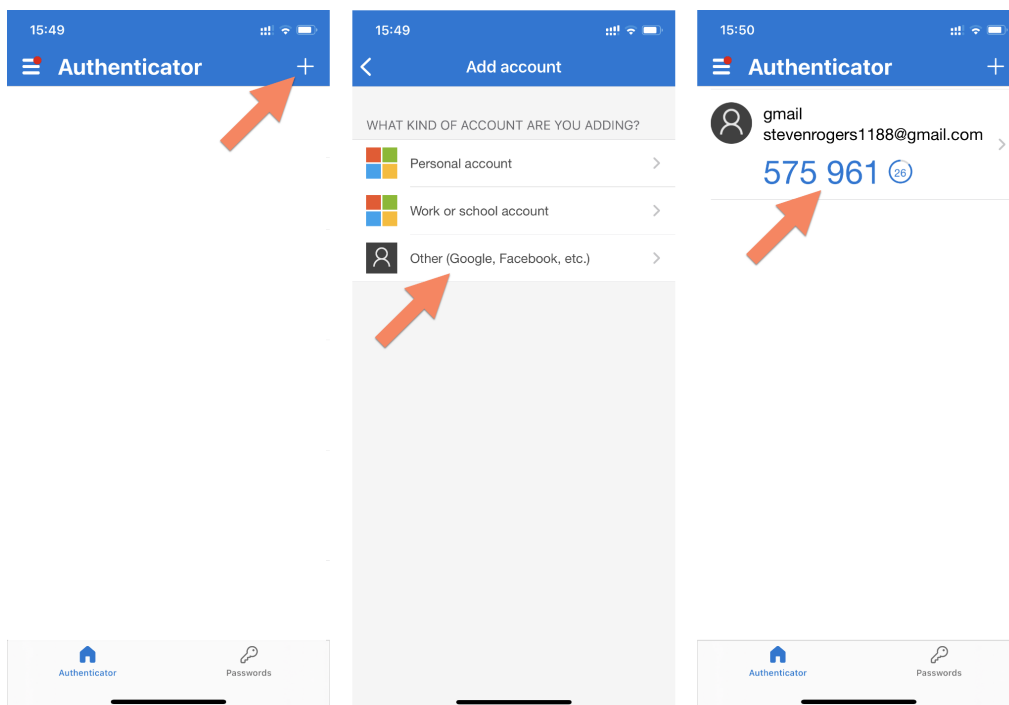 15:49
Authenticator
Authenticator
Passwords
15:49
Add account
WHAT KIND OF ACCOUNT ARE YOU ADDING?
Personal account
Work or school account
Other (Google, Facebook, etc.)
15:50
Authenticator
gmail
stevenrogers1188@gmail.com
575 961 26
Authenticator
Passwords